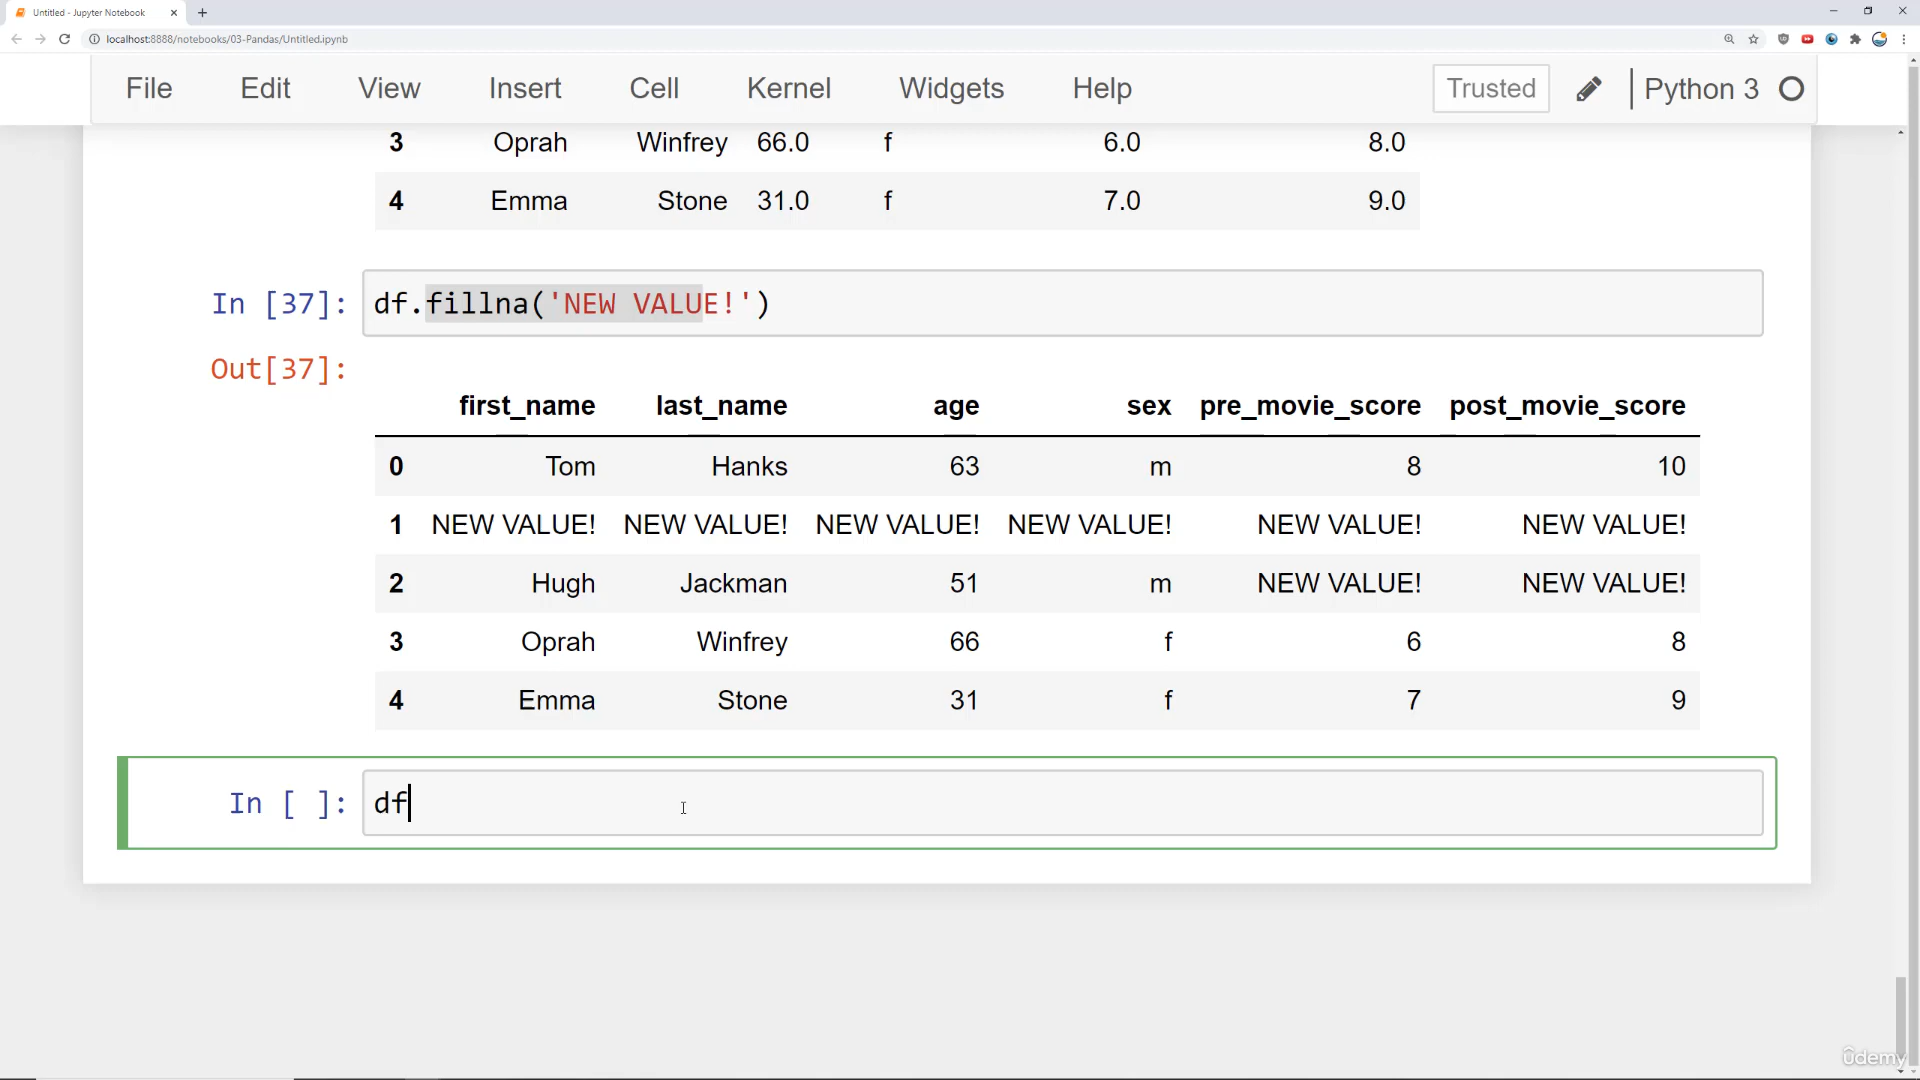 Untitled - Jupyter Notebook
localhost:8888/notebooks/03-Pandas/Untitled.ipynb
File Edit View Insert Cell Kernel Widgets Help Trusted Python 3
3 Oprah Winfrey 66.0 f 6.0 8.0
4 Emma Stone 31.0 f 7.0 9.0
In [37]: df.fillna('NEW VALUE!')
Out[37]:
first_name last_name age sex pre_movie_score post_movie_score
0 Tom Hanks 63 m 8 10
1 NEW VALUE! NEW VALUE! NEW VALUE! NEW VALUE! NEW VALUE! NEW VALUE!
2 Hugh Jackman 51 m NEW VALUE! NEW VALUE!
3 Oprah Winfrey 66 f 6 8
4 Emma Stone 31 f 7 9
In [ ]: df
ûdemy